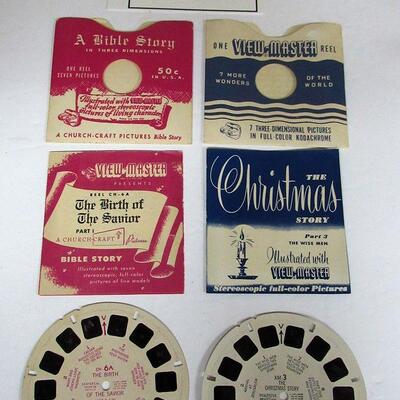 A Bible Story
IN THREE DIMENSIONS
ONE REEL
SEVEN PICTURES
50¢
IN U.S.A.
Illustrated with VIEW-MASTER
full-color stereoscopic
pictures of living characters
A CHURCH-CRAFT PICTURES Bible Story
ONE VIEW-MASTER REEL
7 MORE
WONDERS
OF THE
WORLD
7 THREE-DIMENSIONAL PICTURES
IN FULL-COLOR KODACHROME
VIEW-MASTER
PRESENTS
REEL CH-6A
The Birth of
The Savior
PART I
A CHURCH-CRAFT Pictures
BIBLE STORY
Illustrated with seven
stereoscopic, full-color
pictures of live models
THE
Christmas
STORY
Part 3
THE WISE MEN
Illustrated with
VIEW-MASTER
Stereoscopic full-color Pictures
V
CH. 6A
THE BIRTH
OF THE SAVIOR
V
XM-3
THE
CHRISTMAS STORY